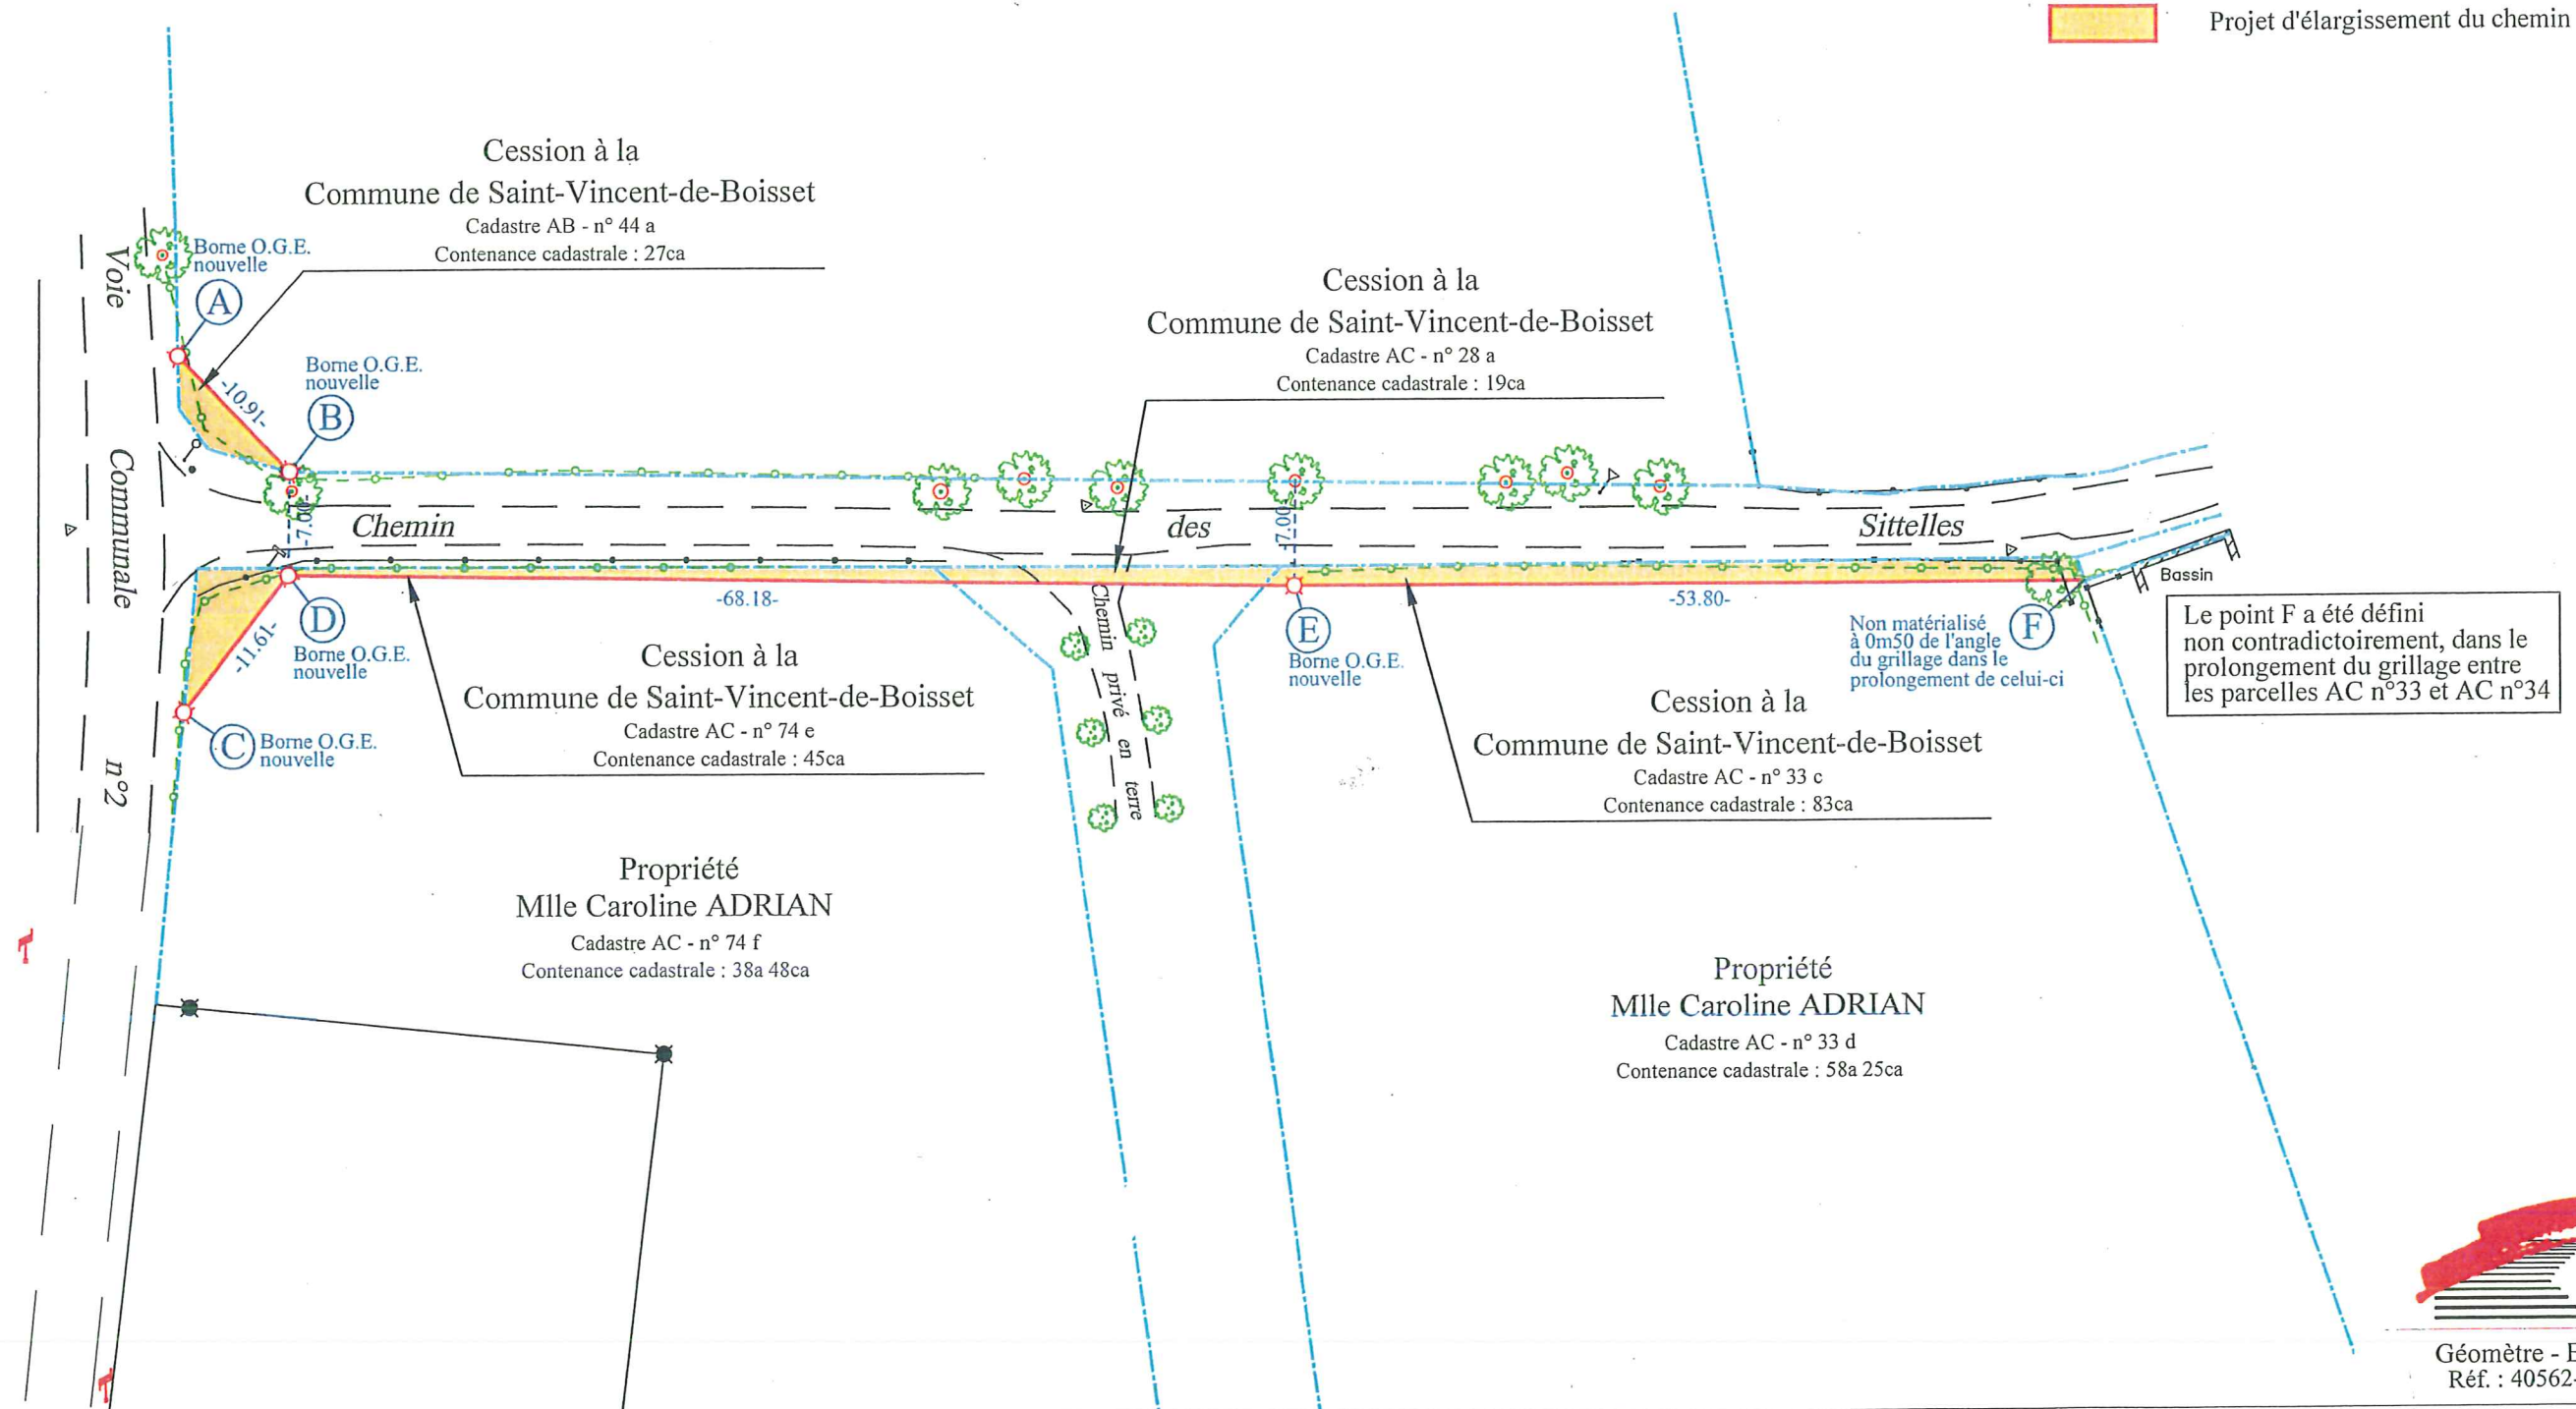 Projet d'élargissement du chemin
Cession à la
Commune de Saint-Vincent-de-Boisset
Cadastre AB - n° 44 a
Contenance cadastrale : 27ca
Borne O.G.E.
nouvelle
A
-10.91-
Borne O.G.E.
nouvelle
B
Cession à la
Commune de Saint-Vincent-de-Boisset
Cadastre AC - n° 28 a
Contenance cadastrale : 19ca
Voie
Communale
n°2
Chemin
des
Sittelles
-7.00-
-7.00-
-68.18-
-53.80-
-11.61-
D
Borne O.G.E.
nouvelle
C
Borne O.G.E.
nouvelle
E
Borne O.G.E.
nouvelle
Chemin privé en terre
Non matérialisé
à 0m50 de l'angle
du grillage dans le
prolongement de celui-ci
F
Bassin
Le point F a été défini
non contradictoirement, dans le
prolongement du grillage entre
les parcelles AC n°33 et AC n°34
Cession à la
Commune de Saint-Vincent-de-Boisset
Cadastre AC - n° 74 e
Contenance cadastrale : 45ca
Cession à la
Commune de Saint-Vincent-de-Boisset
Cadastre AC - n° 33 c
Contenance cadastrale : 83ca
Propriété
Mlle Caroline ADRIAN
Cadastre AC - n° 74 f
Contenance cadastrale : 38a 48ca
Propriété
Mlle Caroline ADRIAN
Cadastre AC - n° 33 d
Contenance cadastrale : 58a 25ca
Géomètre - E
Réf. : 40562-